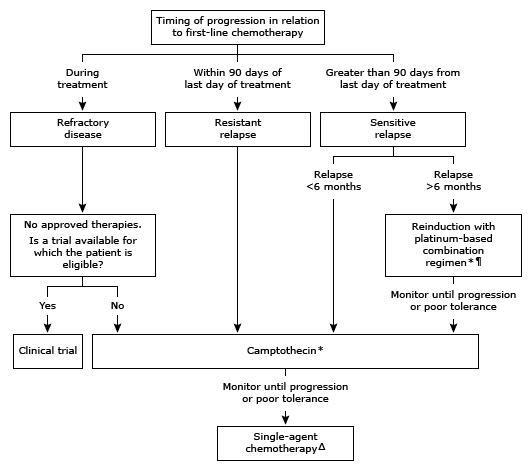 Timing of progression in relation
to first-line chemotherapy
During
treatment
Within 90 days of
last day of treatment
Greater than 90 days from
last day of treatment
Refractory
disease
Resistant
relapse
Sensitive
relapse
Relapse
<6 months
Relapse
>6 months
No approved therapies.
Is a trial available for
which the patient is
eligible?
Reinduction with
platinum-based
combination
regimen*¶
Yes
No
Monitor until progression
or poor tolerance
Clinical trial
Camptothecin*
Monitor until progression
or poor tolerance
Single-agent
chemotherapyΔ